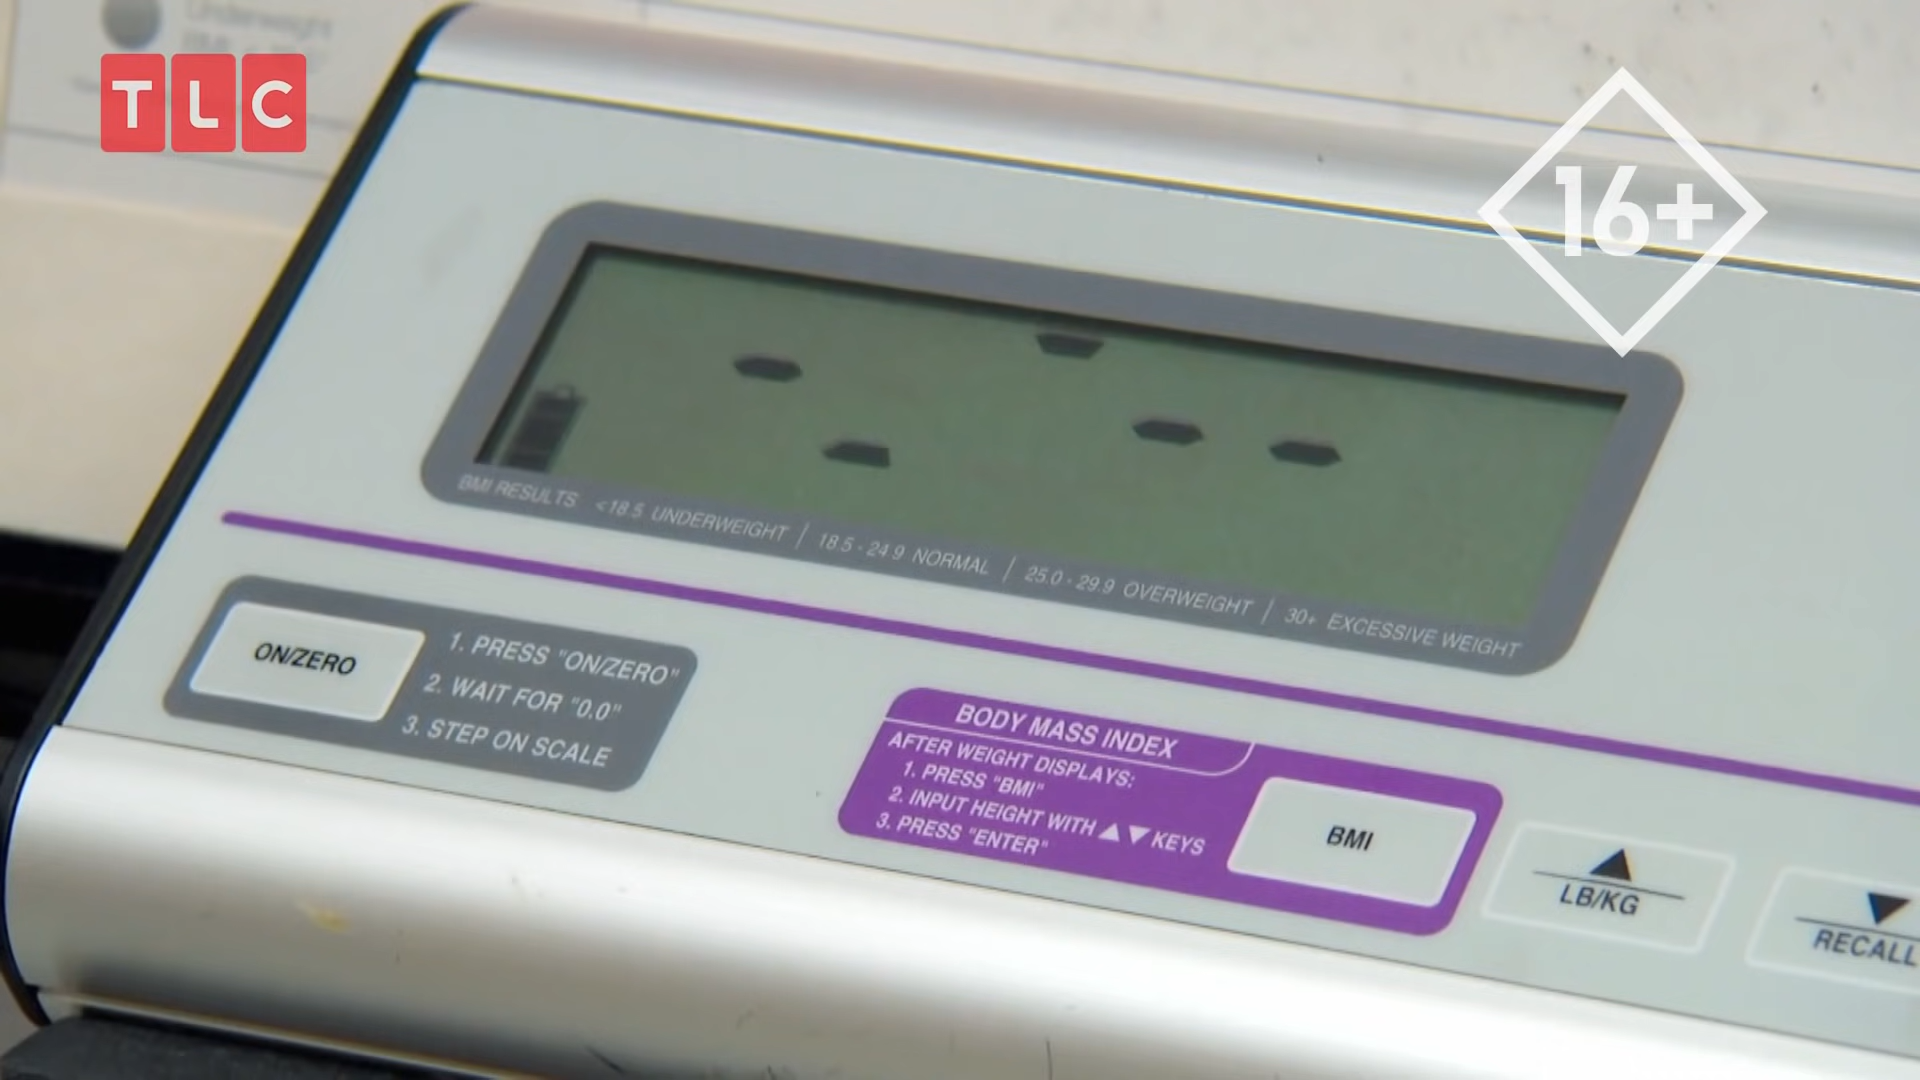 Underweight
TLC
16+
BMI RESULTS <18.5 UNDERWEIGHT | 18.5 - 24.9 NORMAL | 25.0 - 29.9 OVERWEIGHT | 30+ EXCESSIVE WEIGHT
ON/ZERO
1. PRESS "ON/ZERO"
2. WAIT FOR "0.0"
3. STEP ON SCALE
BODY MASS INDEX
AFTER WEIGHT DISPLAYS:
1. PRESS "BMI"
2. INPUT HEIGHT WITH ▲ ▼ KEYS
3. PRESS "ENTER"
BMI
▲
LB/KG
▼
RECALL